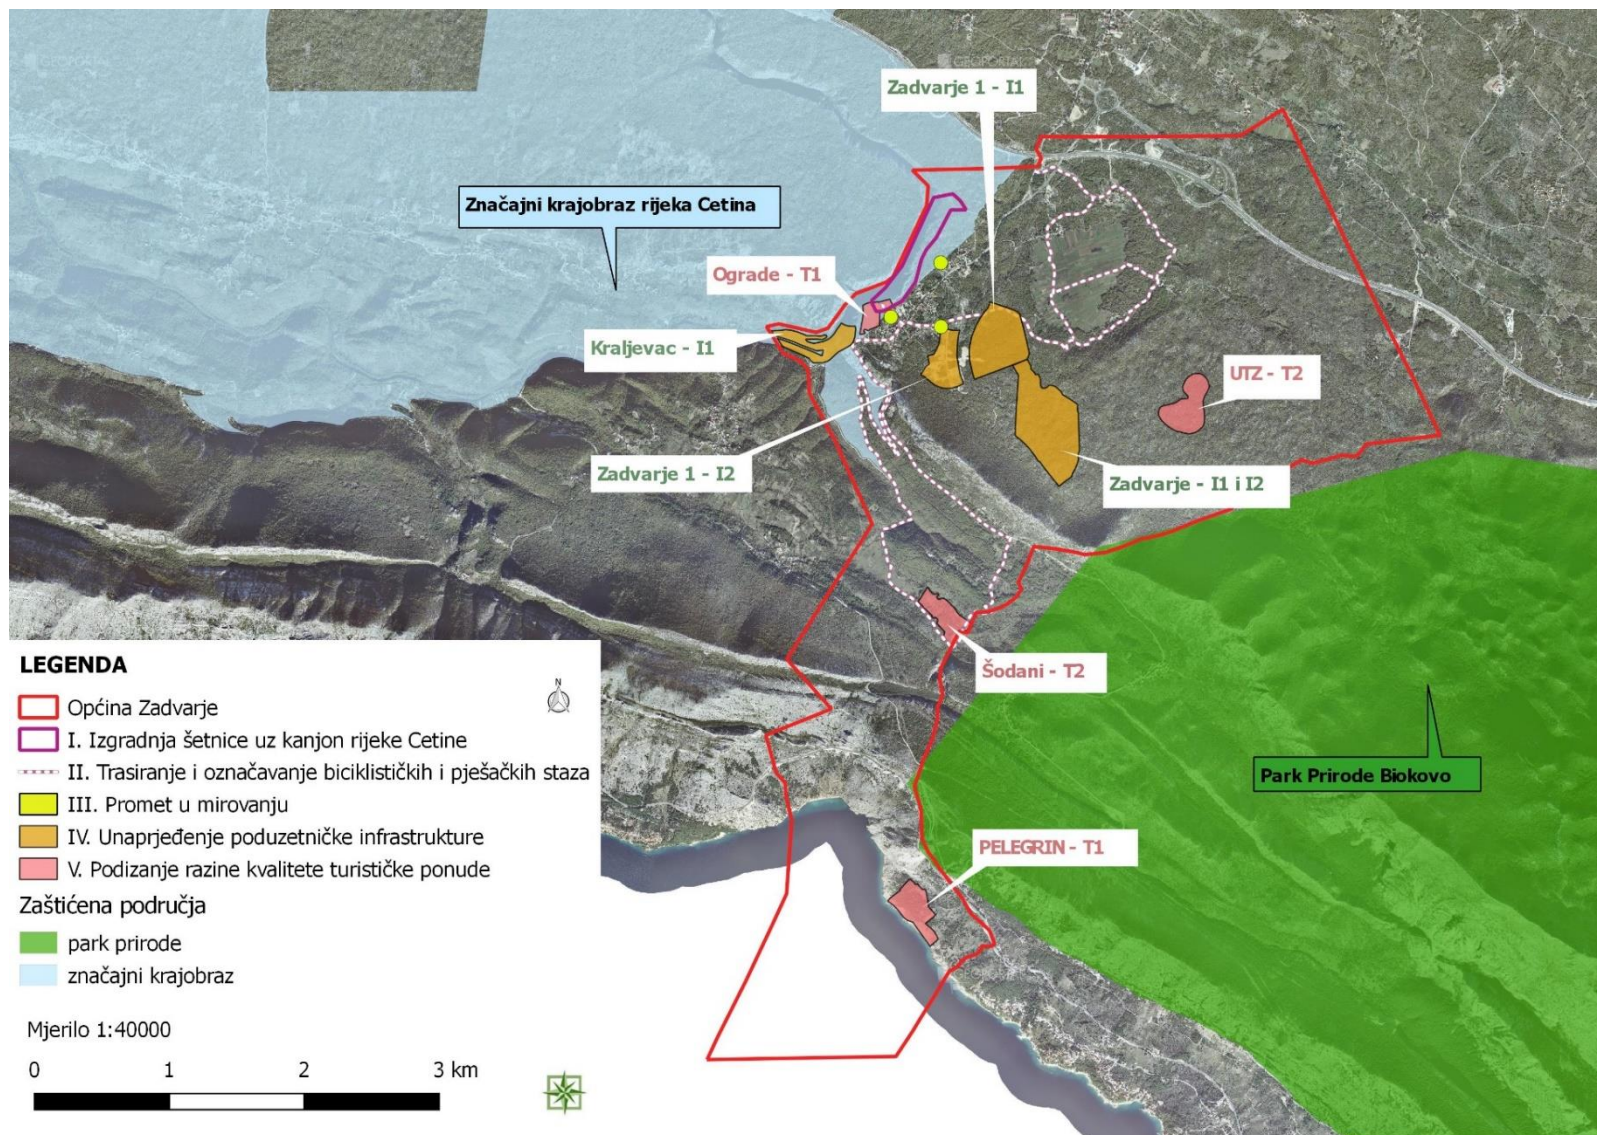 GEOPORTAL
GEOPORTAL
Zadvarje 1 - I1
Značajni krajobraz rijeka Cetina
Ograde - T1
Kraljevac - I1
UTZ - T2
Zadvarje 1 - I2
Zadvarje - I1 i I2
Šodani - T2
Park Prirode Biokovo
PELEGRIN - T1
LEGENDA
N
Općina Zadvarje
I. Izgradnja šetnice uz kanjon rijeke Cetine
II. Trasiranje i označavanje biciklističkih i pješačkih staza
III. Promet u mirovanju
IV. Unaprjeđenje poduzetničke infrastrukture
V. Podizanje razine kvalitete turističke ponude
Zaštićena područja
park prirode
značajni krajobraz
Mjerilo 1:40000
0 1 2 3 km